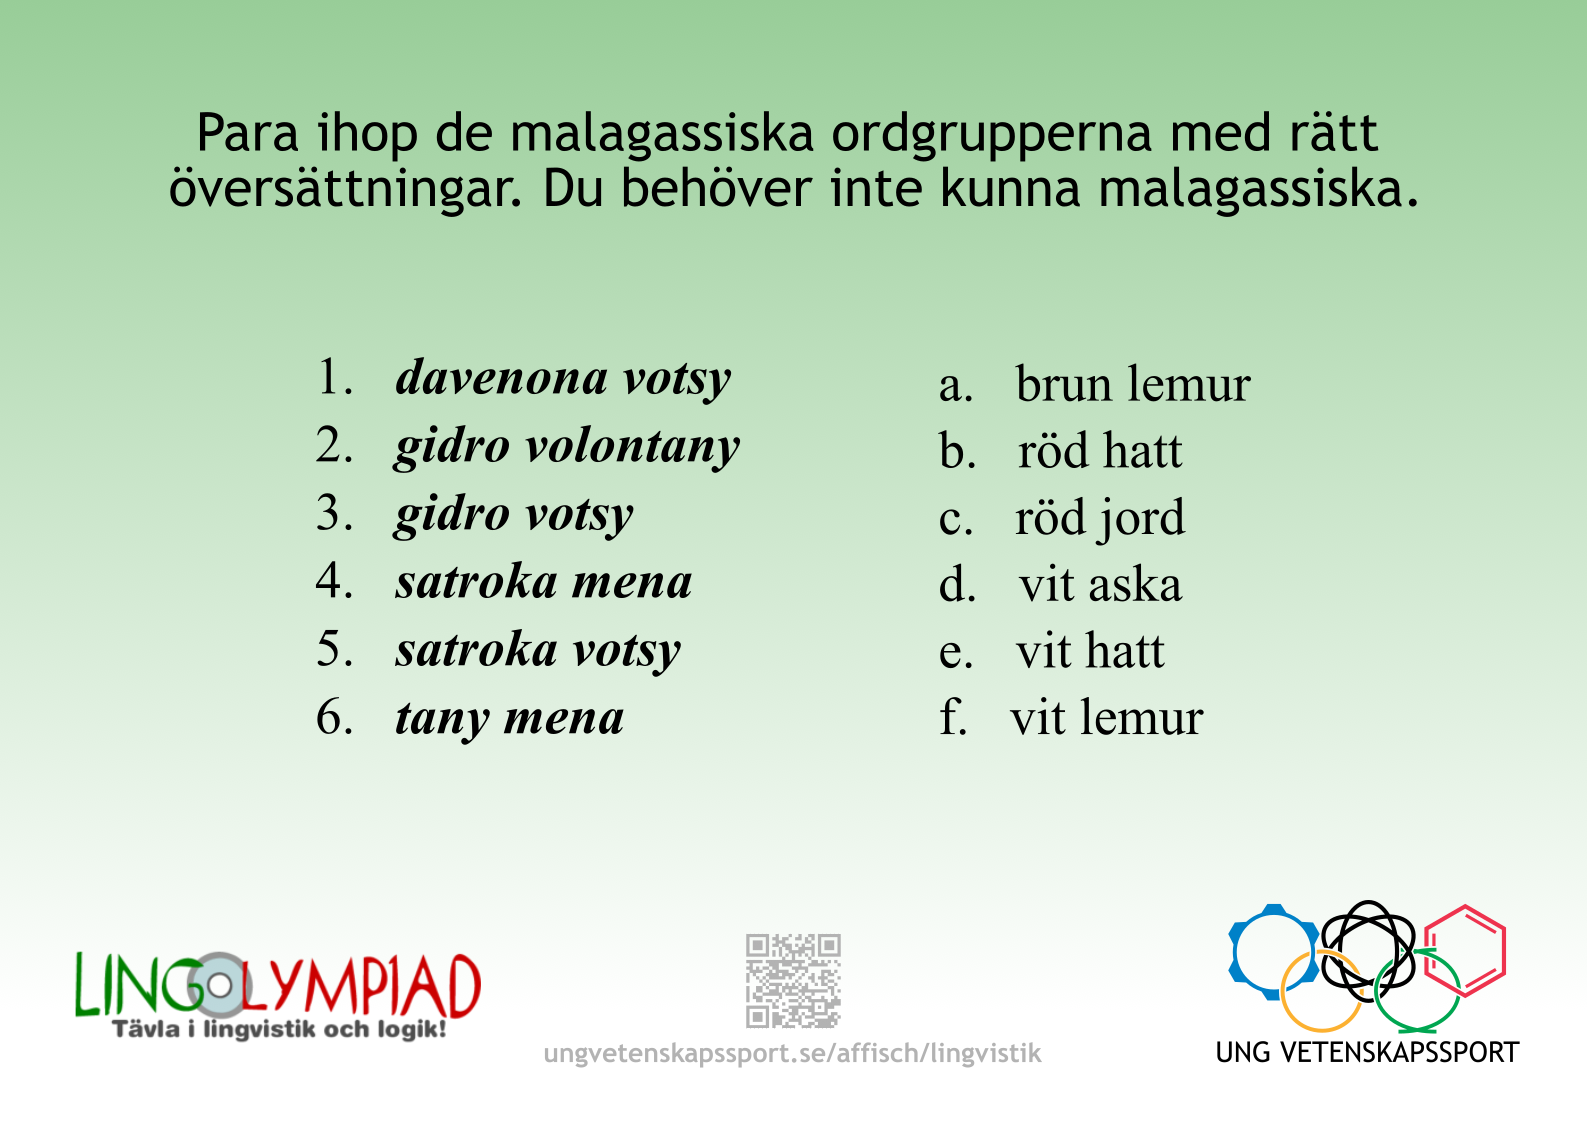 Para ihop de malagassiska ordgrupperna med rätt
översättningar. Du behöver inte kunna malagassiska.
1. davenona votsy
2. gidro volontany
3. gidro votsy
4. satroka mena
5. satroka votsy
6. tany mena
a. brun lemur
b. röd hatt
c. röd jord
d. vit aska
e. vit hatt
f. vit lemur
LINGOLYMPIAD
Tävla i lingvistik och logik!
ungvetenskapssport.se/affisch/lingvistik
UNG VETENSKAPSSPORT